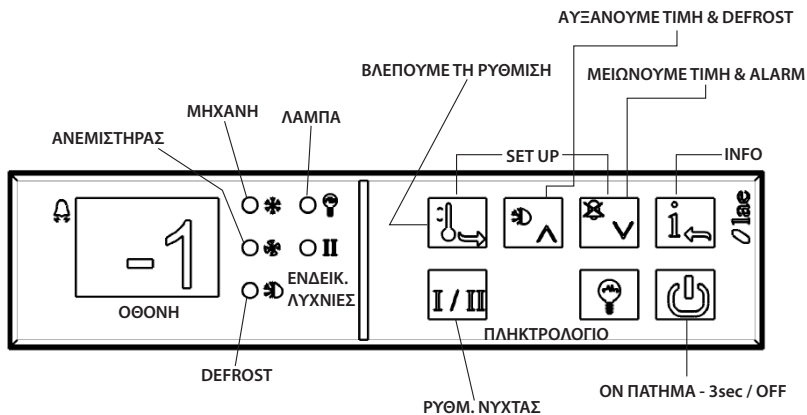 ΑΥΞΑΝΟΥΜΕ ΤΙΜΗ & DEFROST
ΒΛΕΠΟΥΜΕ ΤΗ ΡΥΘΜΙΣΗ
ΜΕΙΩΝΟΥΜΕ ΤΙΜΗ & ALARM
ΜΗΧΑΝΗ
ΛΑΜΠΑ
ΑΝΕΜΙΣΤΗΡΑΣ
SET UP
INFO
lae
-1
II
i
ΕΝΔΕΙΚ.
ΛΥΧΝΙΕΣ
ΟΘΟΝΗ
I / II
ΠΛΗΚΤΡΟΛΟΓΙΟ
DEFROST
ΡΥΘΜ. ΝΥΧΤΑΣ
ON ΠΑΤΗΜΑ - 3sec / OFF